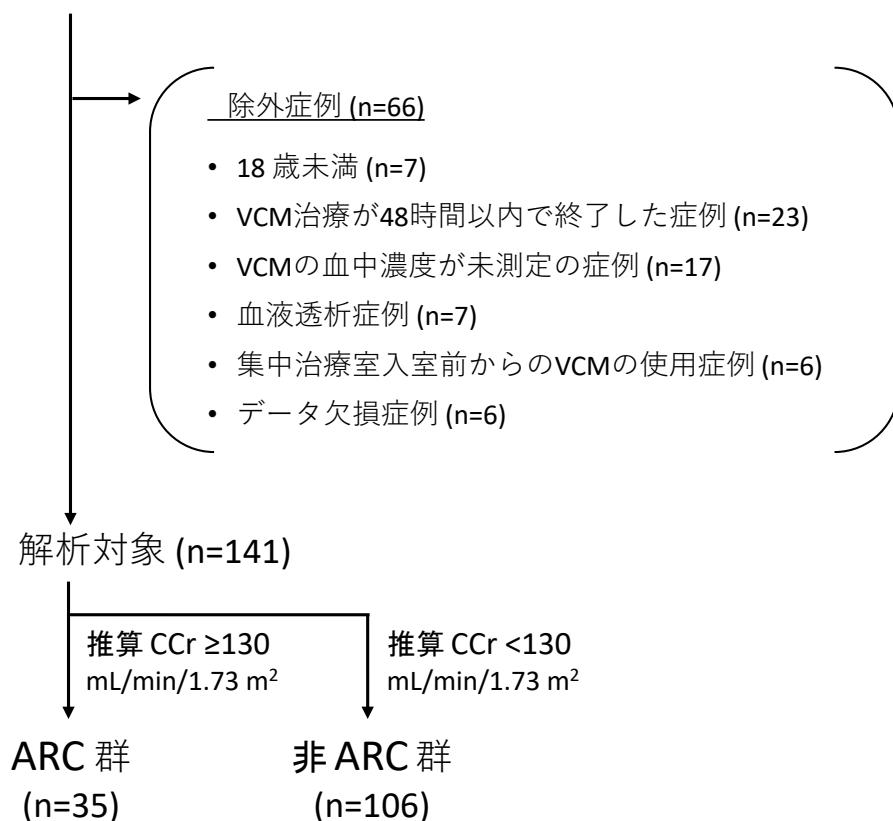 除外症例 (n=66)
• 18 歳未満 (n=7)
• VCM治療が48時間以内で終了した症例 (n=23)
• VCMの血中濃度が未測定の症例 (n=17)
• 血液透析症例 (n=7)
• 集中治療室入室前からのVCMの使用症例 (n=6)
• データ欠損症例 (n=6)
解析対象 (n=141)
推算 CCr ≥130
mL/min/1.73 m²
推算 CCr <130
mL/min/1.73 m²
ARC 群
(n=35)
非 ARC 群
(n=106)